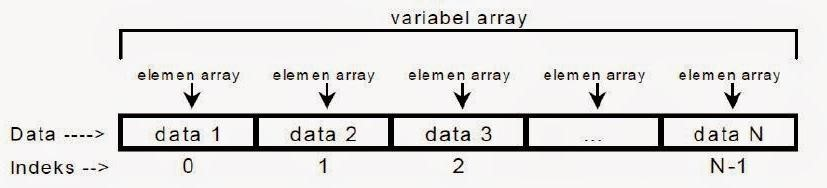 variabel array
elemen array elemen array elemen array elemen array elemen array
Data ----> data 1 data 2 data 3 ... data N
Indeks --> 0 1 2 N-1